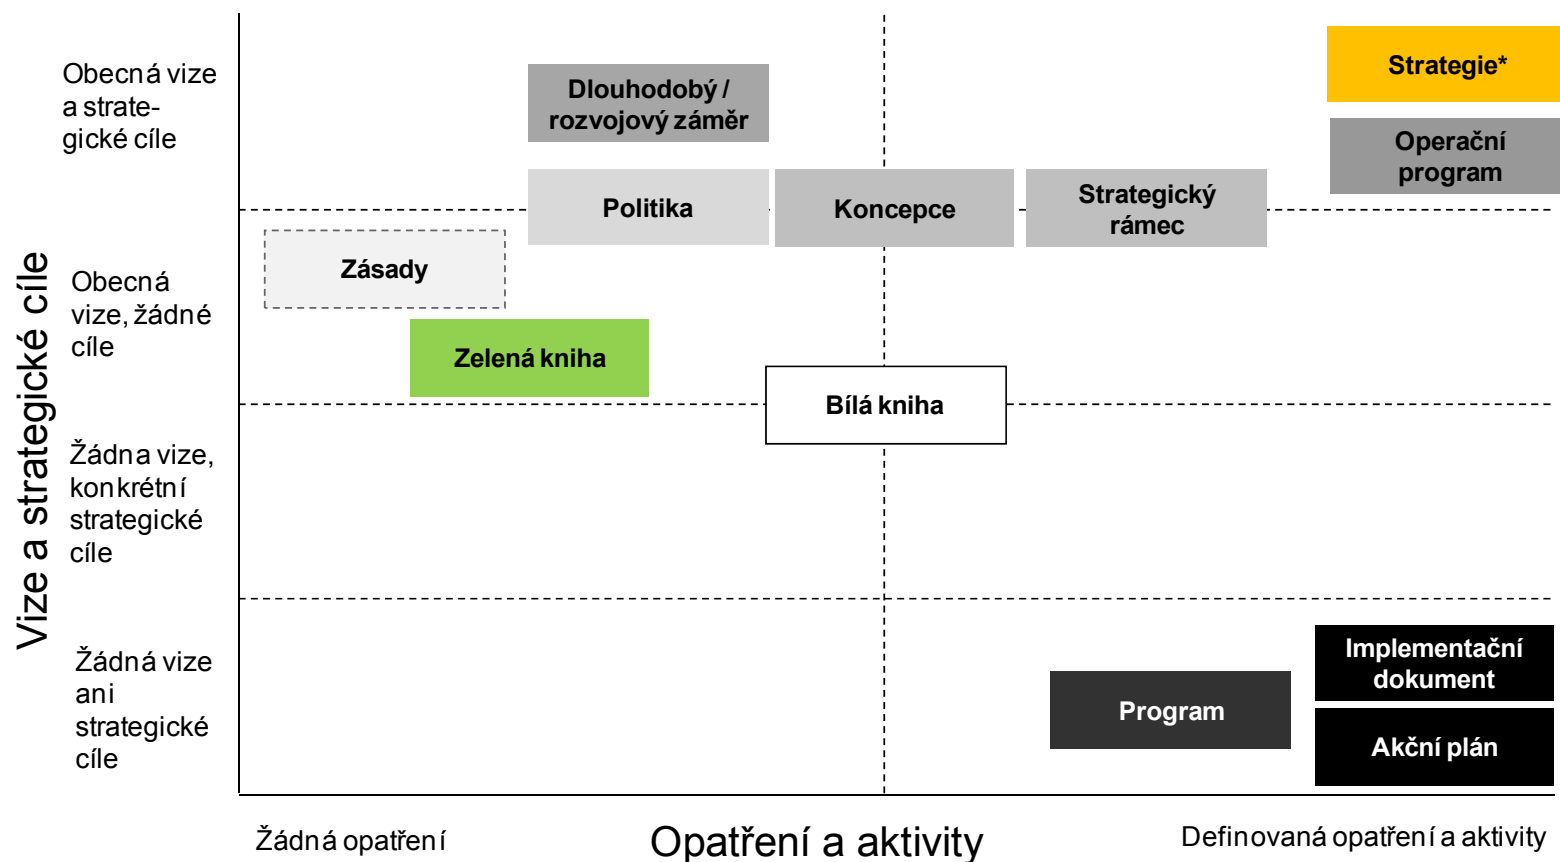 Vize a strategické cíle
Obecná vize
a strate-
gické cíle
Obecná
vize, žádné
cíle
Žádna vize,
konkrétní
strategické
cíle
Žádná vize
ani
strategické
cíle
Strategie*
Dlouhodobý /
rozvojový záměr
Operační
program
Politika
Koncepce
Strategický
rámec
Zásady
Zelená kniha
Bílá kniha
Implementační
dokument
Program
Akční plán
Žádná opatření
Opatření a aktivity
Definovaná opatření a aktivity